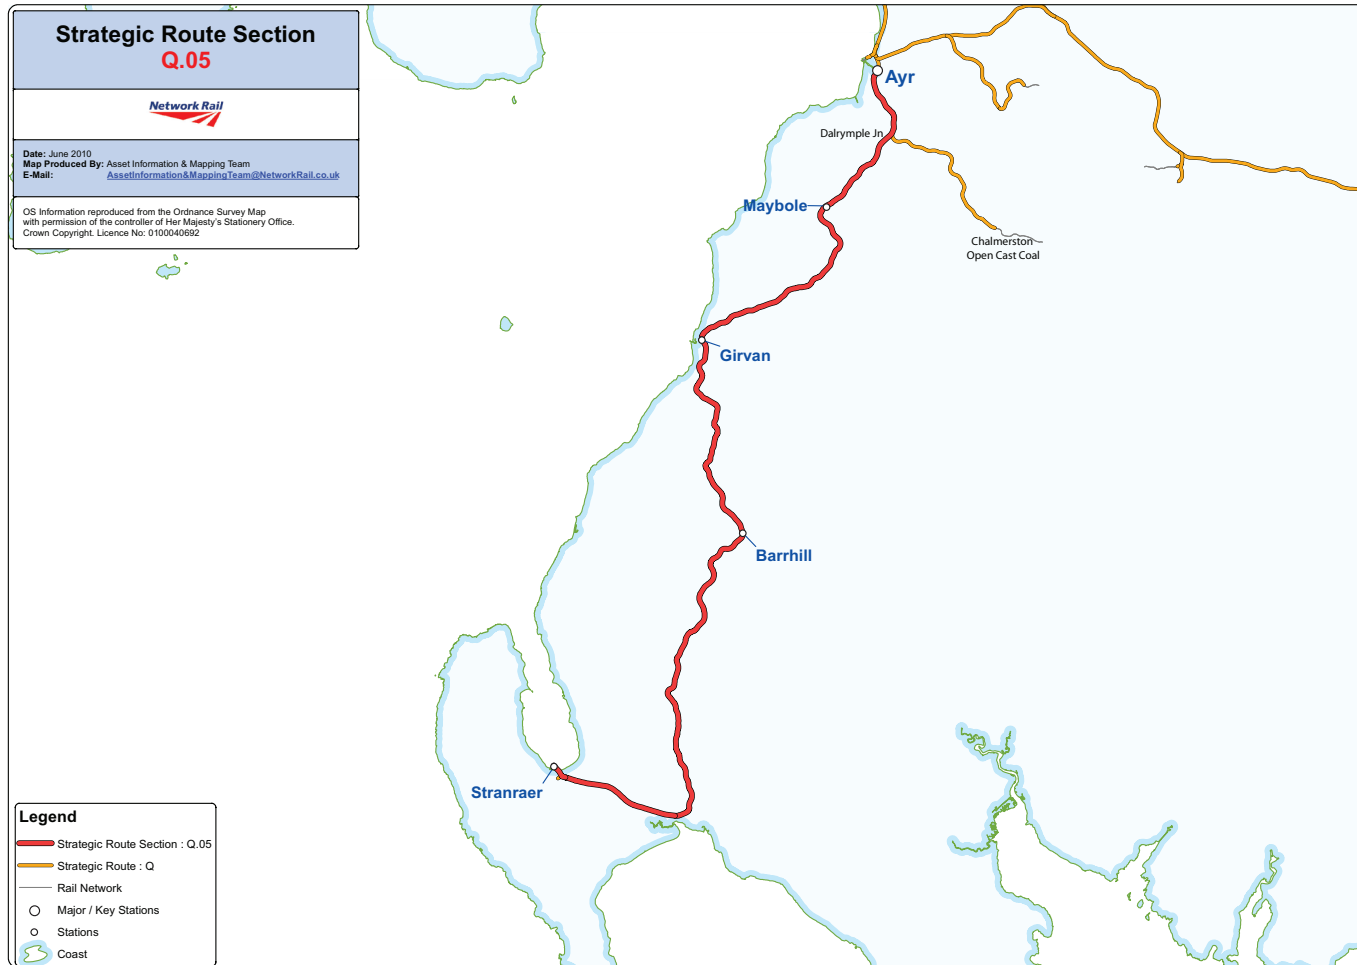 Strategic Route Section
Q.05
Network Rail
Date: June 2010
Map Produced By: Asset Information & Mapping Team
E-Mail: AssetInformation&MappingTeam@NetworkRail.co.uk
OS Information reproduced from the Ordnance Survey Map
with permission of the controller of Her Majesty's Stationery Office.
Crown Copyright. Licence No: 0100040692
Ayr
Dalrymple Jn
Maybole
Chalmerston
Open Cast Coal
Girvan
Barrhill
Stranraer
Legend
Strategic Route Section : Q.05
Strategic Route : Q
Rail Network
Major / Key Stations
Stations
Coast